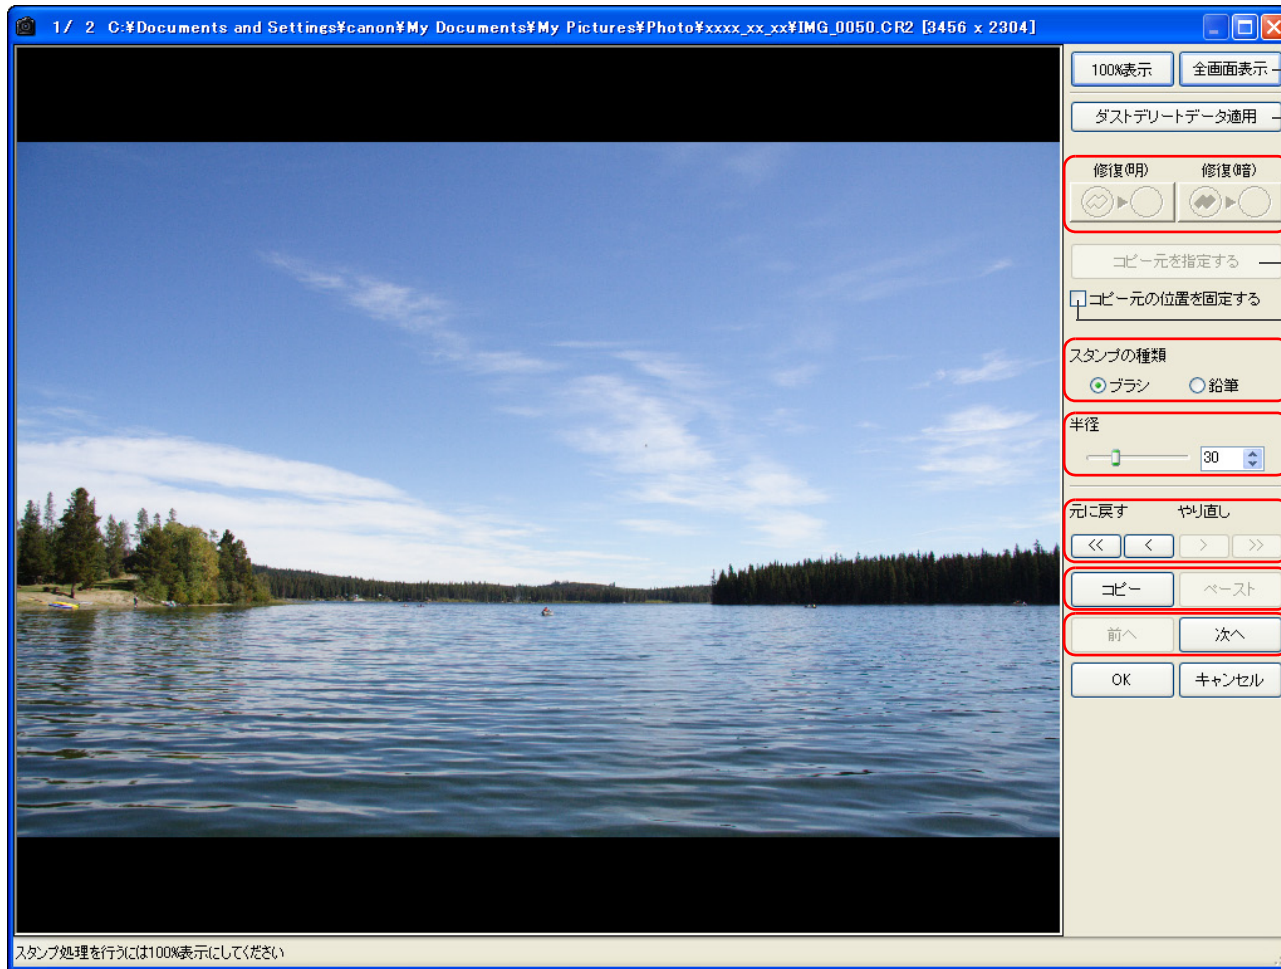 1/ 2 C:¥Documents and Settings¥canon¥My Documents¥My Pictures¥Photo¥xxxx_xx_xx¥IMG_0050.CR2 [3456 x 2304]
100%表示 全画面表示
ダストデリートデータ適用
修復(明) 修復(暗)
コピー元を指定する
コピー元の位置を固定する
スタンプの種類
ブラシ 鉛筆
半径
30
元に戻す やり直し
<< < > >>
コピー ペースト
前へ 次へ
OK キャンセル
スタンプ処理を行うには100%表示にしてください